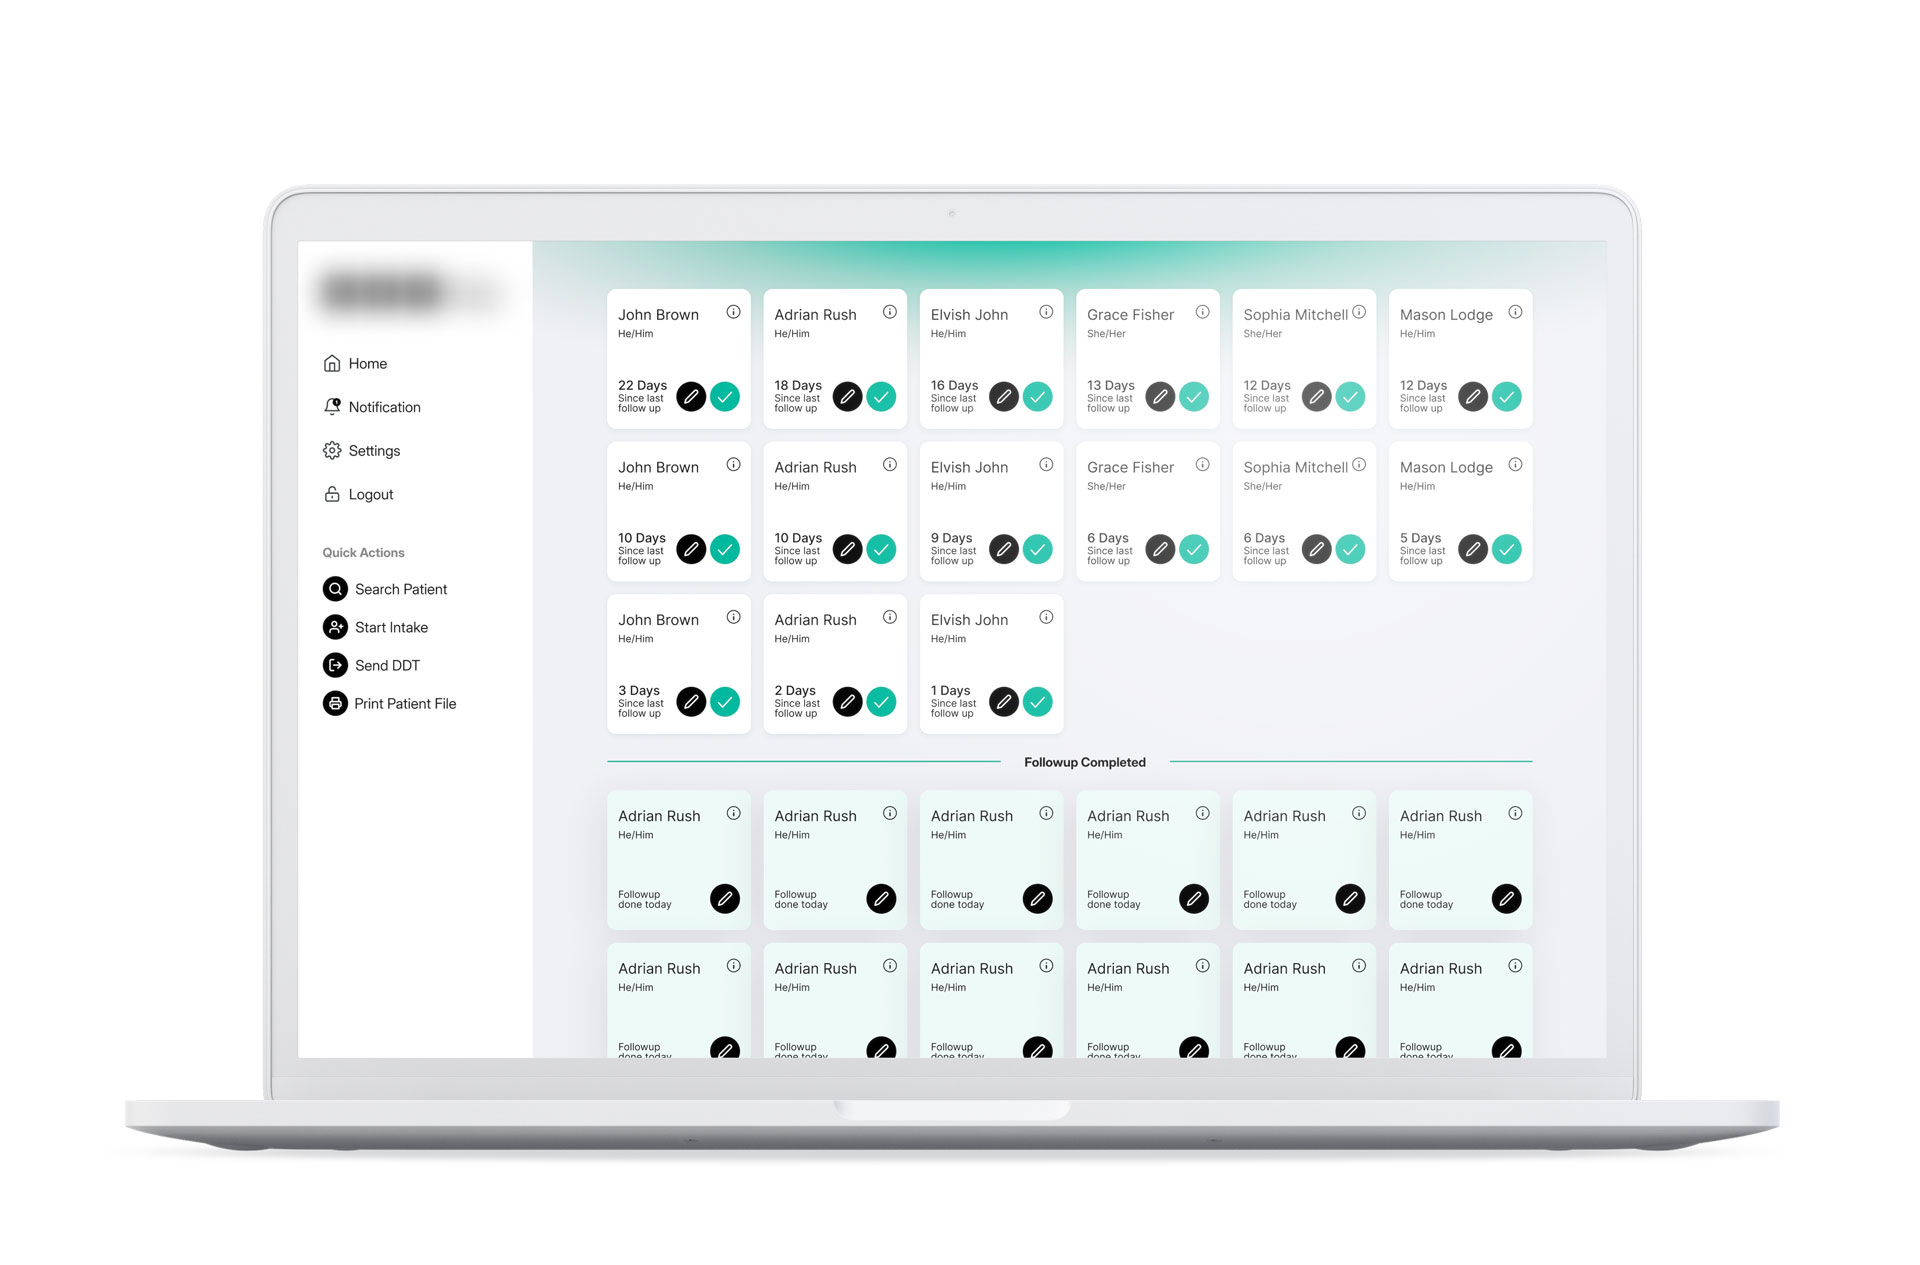 Home
Notification
Settings
Logout
Quick Actions
Search Patient
Start Intake
Send DDT
Print Patient File
John Brown
He/Him
22 Days
Since last
follow up
Adrian Rush
He/Him
18 Days
Since last
follow up
Elvish John
He/Him
16 Days
Since last
follow up
Grace Fisher
She/Her
13 Days
Since last
follow up
Sophia Mitchell
She/Her
12 Days
Since last
follow up
Mason Lodge
He/Him
12 Days
Since last
follow up
John Brown
He/Him
10 Days
Since last
follow up
Adrian Rush
He/Him
10 Days
Since last
follow up
Elvish John
He/Him
9 Days
Since last
follow up
Grace Fisher
She/Her
6 Days
Since last
follow up
Sophia Mitchell
She/Her
6 Days
Since last
follow up
Mason Lodge
He/Him
5 Days
Since last
follow up
John Brown
He/Him
3 Days
Since last
follow up
Adrian Rush
He/Him
2 Days
Since last
follow up
Elvish John
He/Him
1 Days
Since last
follow up
Followup Completed
Adrian Rush
He/Him
Followup
done today
Adrian Rush
He/Him
Followup
done today
Adrian Rush
He/Him
Followup
done today
Adrian Rush
He/Him
Followup
done today
Adrian Rush
He/Him
Followup
done today
Adrian Rush
He/Him
Followup
done today
Adrian Rush
He/Him
Followup
done today
Adrian Rush
He/Him
Followup
done today
Adrian Rush
He/Him
Followup
done today
Adrian Rush
He/Him
Followup
done today
Adrian Rush
He/Him
Followup
done today
Adrian Rush
He/Him
Followup
done today